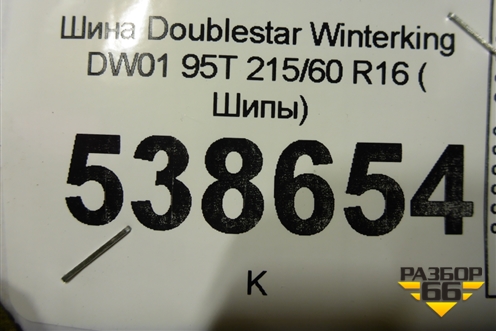 Шина Doublestar Winterking
DW01 95T 215/60 R16 (
Шипы)
538654
К
РАЗБОР
66